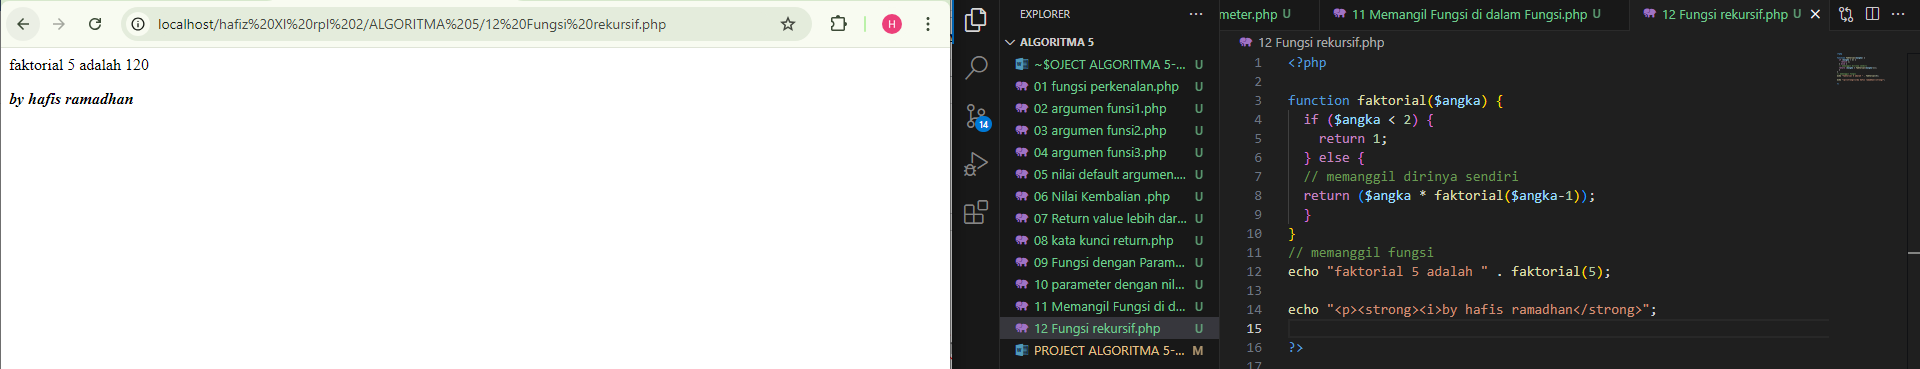 localhost/hafiz%20XI%20rpl%202/ALGORITMA%205/12%20Fungsi%20rekursif.php
H
faktorial 5 adalah 120
by hafis ramadhan
14
EXPLORER
ALGORITMA 5
~$OJECT ALGORITMA 5-... U
01 fungsi perkenalan.php U
02 argumen funsi1.php U
03 argumen funsi2.php U
04 argumen funsi3.php U
05 nilai default argumen.... U
06 Nilai Kembalian .php U
07 Return value lebih dar... U
08 kata kunci return.php U
09 Fungsi dengan Param... U
10 parameter dengan nil... U
11 Memangil Fungsi di d... U
12 Fungsi rekursif.php U
PROJECT ALGORITMA 5-... M
meter.php U
11 Memangil Fungsi di dalam Fungsi.php U
12 Fungsi rekursif.php U
12 Fungsi rekursif.php
1 <?php
2
3 function faktorial($angka) {
4 if ($angka < 2) {
5 return 1;
6 } else {
7 // memanggil dirinya sendiri
8 return ($angka * faktorial($angka-1));
9 }
10 }
11 // memanggil fungsi
12 echo "faktorial 5 adalah " . faktorial(5);
13
14 echo "<p><strong><i>by hafis ramadhan</strong>";
15
16 ?>
17